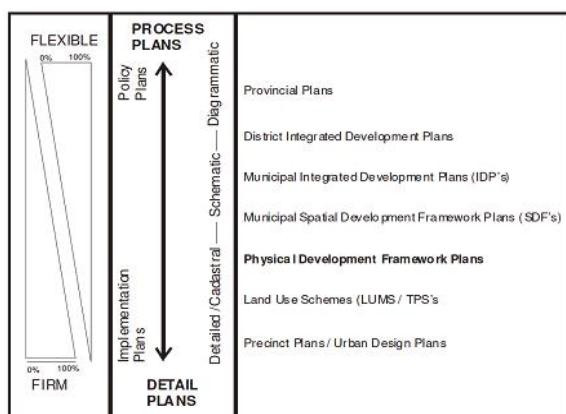 FLEXIBLE
0% 100%
0% 100%
FIRM
PROCESS
PLANS
Policy
Plans
Implementation
Plans
Detailed/Cadastral — Schematic — Diagrammatic
DETAIL
PLANS
Provincial Plans
District Integrated Development Plans
Municipal Integrated Development Plans (IDP's)
Municipal Spatial Development Framework Plans (SDF's)
Physical Development Framework Plans
Land Use Schemes (LUMS / TPS's
Precinct Plans / Urban Design Plans